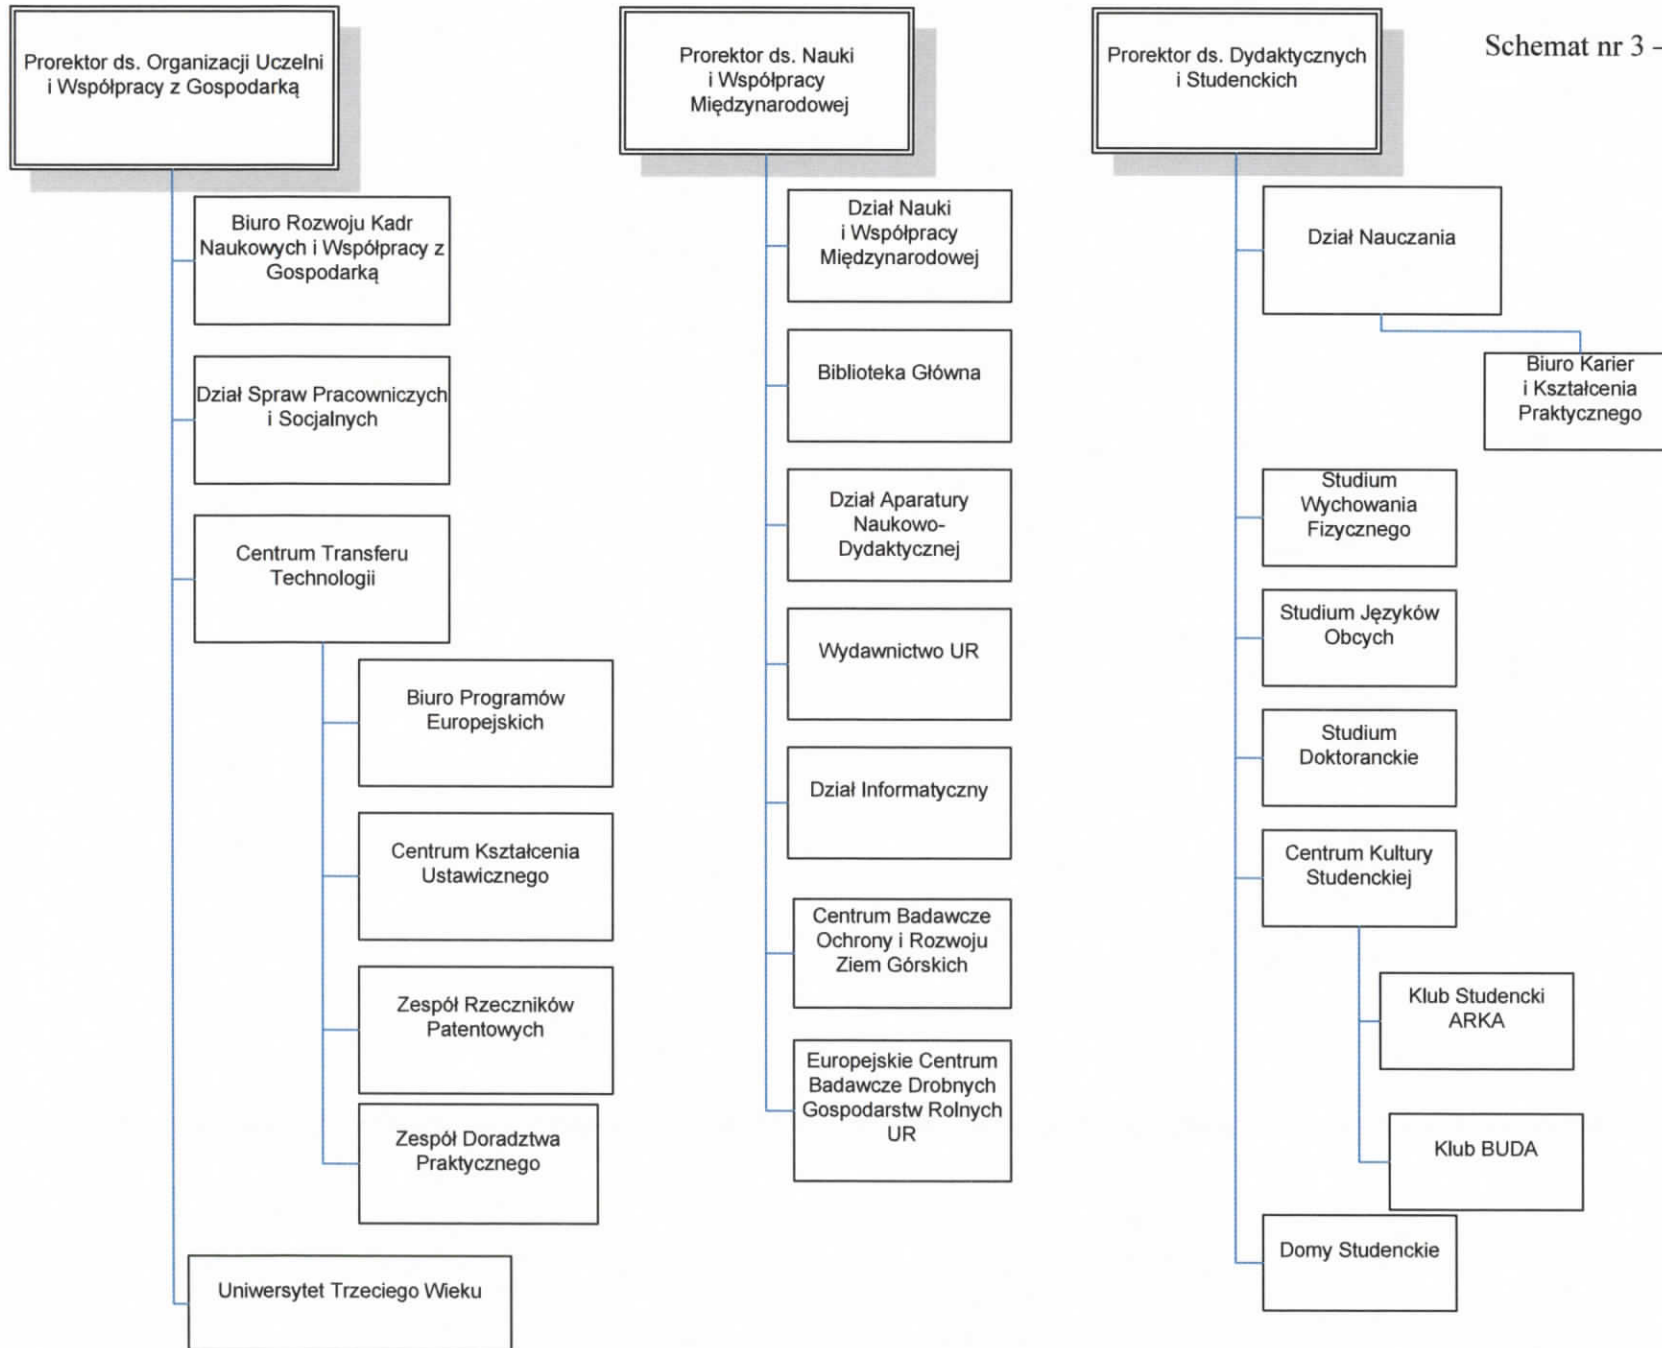 Schemat nr 3 –
Prorektor ds. Organizacji Uczelni
i Współpracy z Gospodarką
Biuro Rozwoju Kadr
Naukowych i Współpracy z
Gospodarką
Dział Spraw Pracowniczych
i Socjalnych
Centrum Transferu
Technologii
Biuro Programów
Europejskich
Centrum Kształcenia
Ustawicznego
Zespół Rzeczników
Patentowych
Zespół Doradztwa
Praktycznego
Uniwersytet Trzeciego Wieku
Prorektor ds. Nauki
i Współpracy
Międzynarodowej
Dział Nauki
i Współpracy
Międzynarodowej
Biblioteka Główna
Dział Aparatury
Naukowo-
Dydaktycznej
Wydawnictwo UR
Dział Informatyczny
Centrum Badawcze
Ochrony i Rozwoju
Ziem Górskich
Europejskie Centrum
Badawcze Drobnych
Gospodarstw Rolnych
UR
Prorektor ds. Dydaktycznych
i Studenckich
Dział Nauczania
Biuro Karier
i Kształcenia
Praktycznego
Studium
Wychowania
Fizycznego
Studium Języków
Obcych
Studium
Doktoranckie
Centrum Kultury
Studenckiej
Klub Studencki
ARKA
Klub BUDA
Domy Studenckie